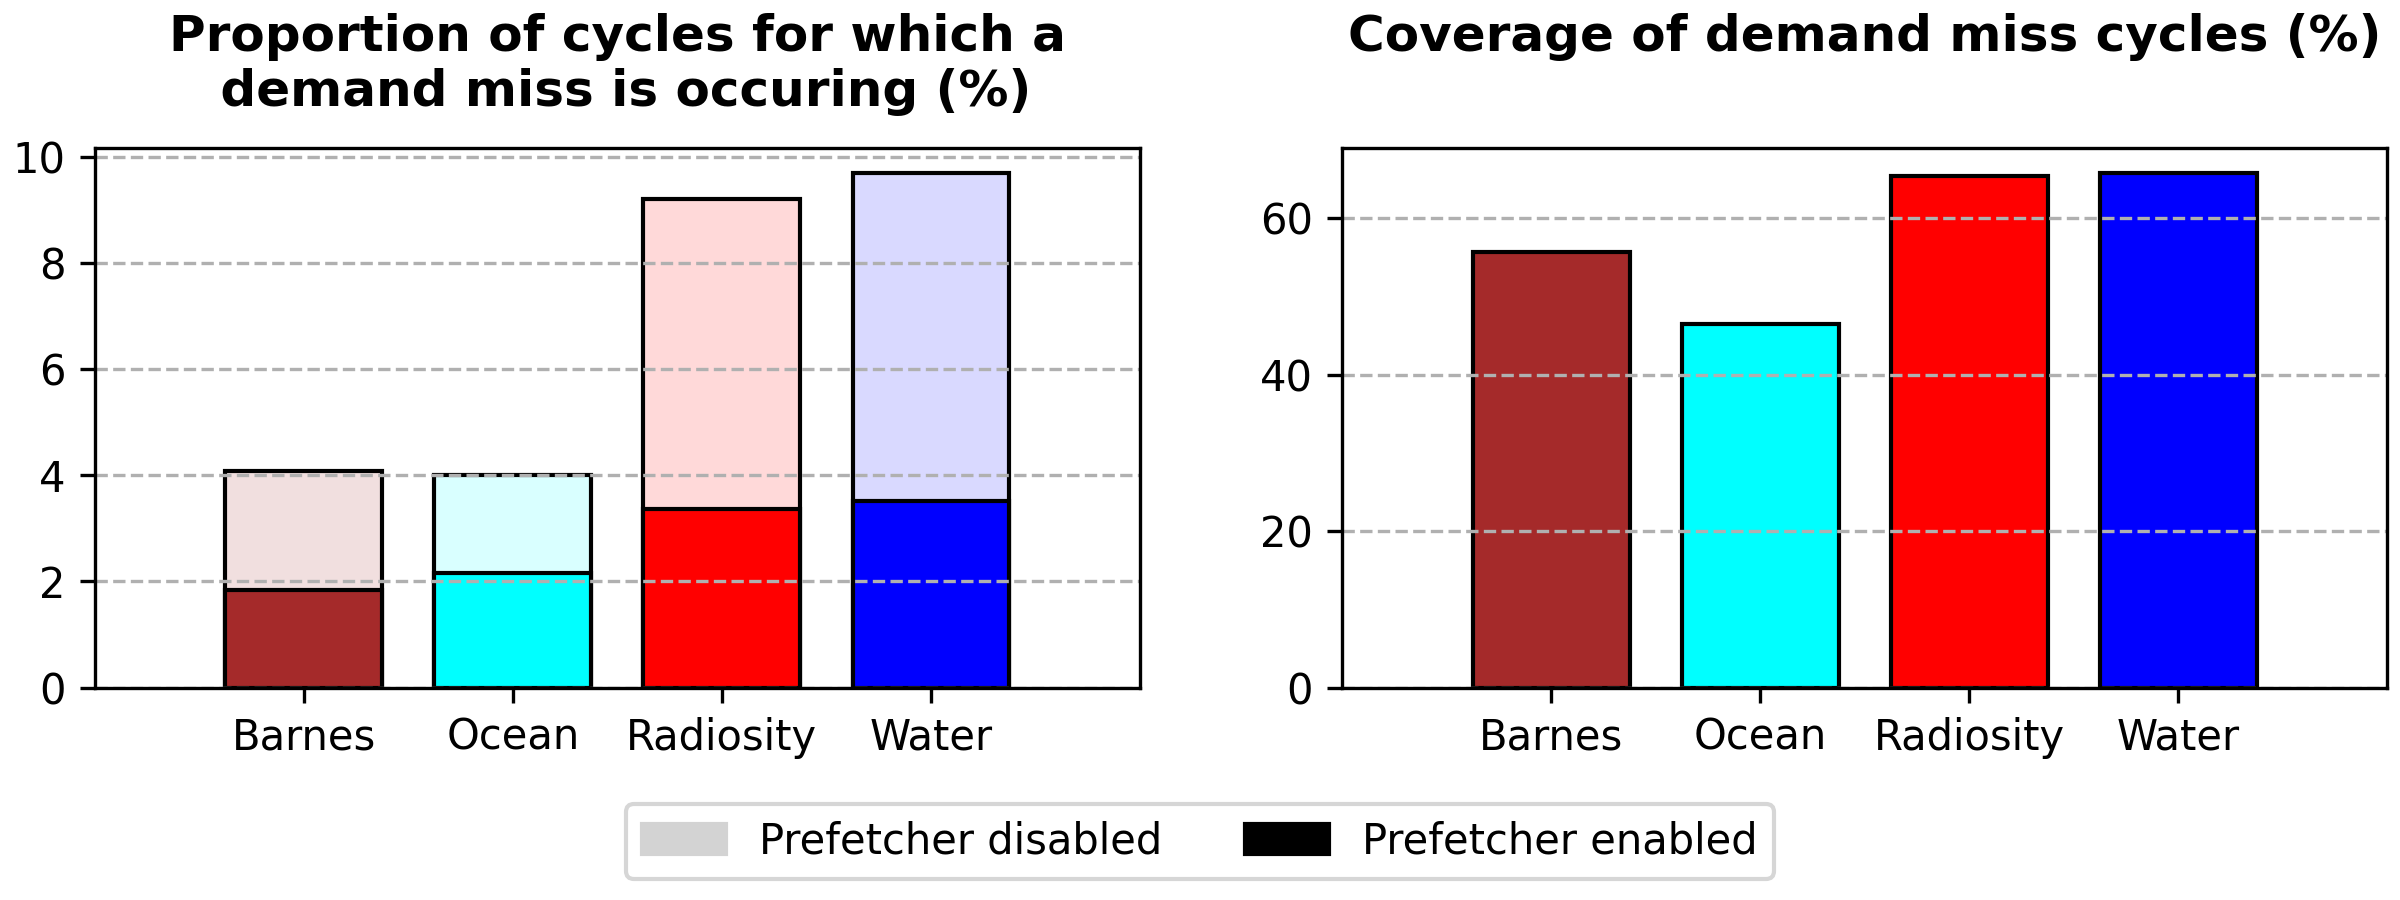 Proportion of cycles for which a
demand miss is occuring (%)
10
8
6
4
2
0
Barnes Ocean Radiosity Water
Coverage of demand miss cycles (%)
60
40
20
0
Barnes Ocean Radiosity Water
Prefetcher disabled Prefetcher enabled